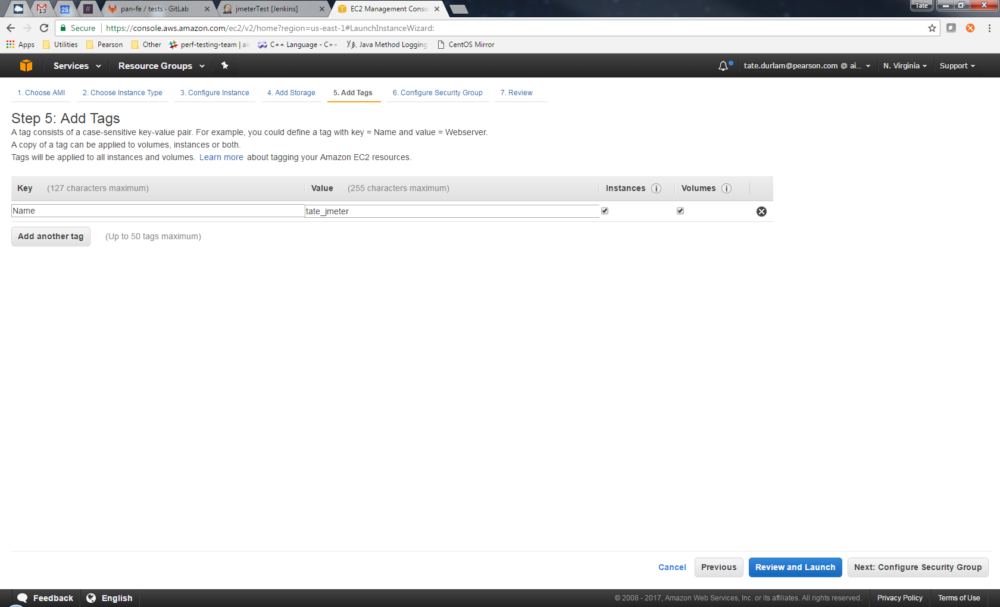 Tate
13
25
#
pan-fe / tests · GitLab
jmeterTest [Jenkins]
EC2 Management Conso
Secure
https://console.aws.amazon.com/ec2/v2/home?region=us-east-1#LaunchInstanceWizard:
Apps
Utilities
Pearson
Other
perf-testing-team | aic
C++ Language - C++
Java Method Logging
CentOS Mirror
Services
Resource Groups
tate.durlam@pearson.com @ ai...
N. Virginia
Support
1. Choose AMI
2. Choose Instance Type
3. Configure Instance
4. Add Storage
5. Add Tags
6. Configure Security Group
7. Review
Step 5: Add Tags
A tag consists of a case-sensitive key-value pair. For example, you could define a tag with key = Name and value = Webserver.
A copy of a tag can be applied to volumes, instances or both.
Tags will be applied to all instances and volumes. Learn more about tagging your Amazon EC2 resources.
Key (127 characters maximum)
Value (255 characters maximum)
Instances
Volumes
Name
tate_jmeter
Add another tag
(Up to 50 tags maximum)
Cancel
Previous
Review and Launch
Next: Configure Security Group
Feedback
English
© 2008 - 2017, Amazon Web Services, Inc. or its affiliates. All rights reserved.
Privacy Policy
Terms of Use